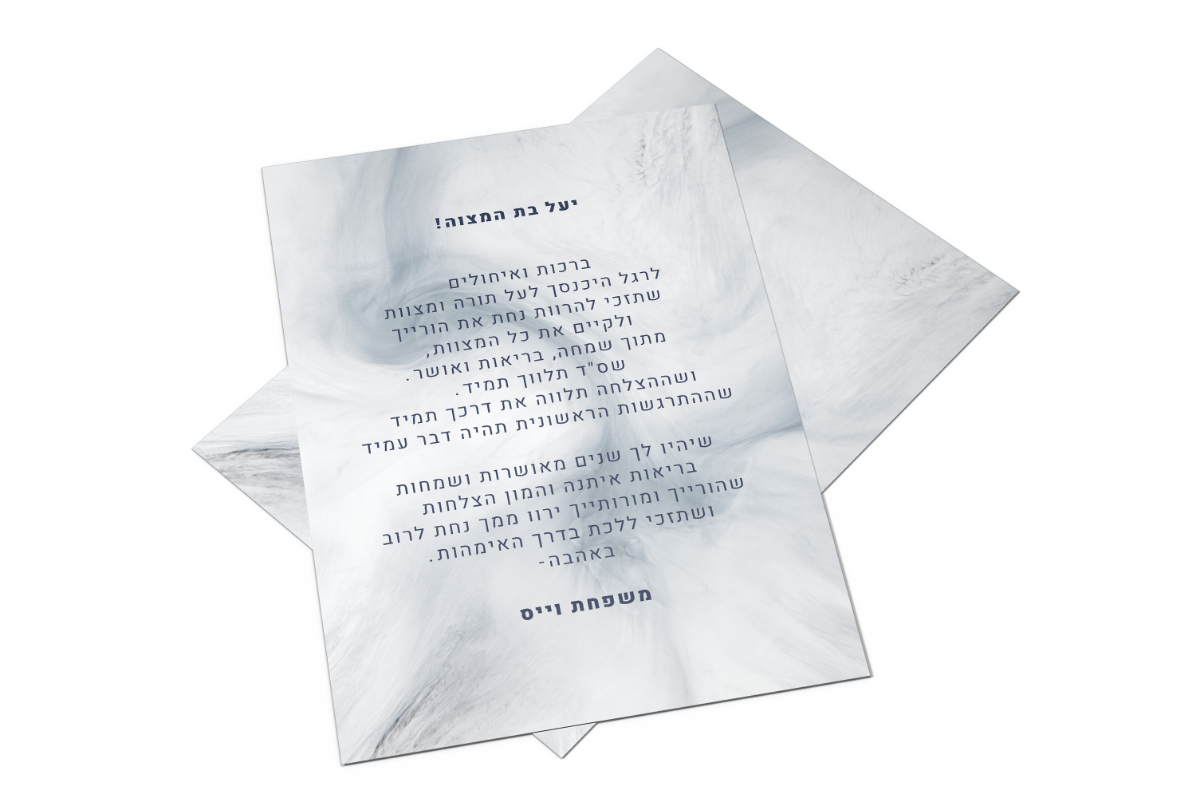 יעל בת המצוה!
ברכות ואיחולים
לרגל היכנסך לעל תורה ומצוות
שתזכי להרוות נחת את הורייך
ולקיים את כל המצוות,
מתוך שמחה, בריאות ואושר.
שס"ד תלווך תמיד.
ושההצלחה תלווה את דרכך תמיד
שההתרגשות הראשונית תהיה דבר עמיד
שיהיו לך שנים מאושרות ושמחות
בריאות איתנה והמון הצלחות
שהורייך ומורותייך ירוו ממך נחת לרוב
ושתזכי ללכת בדרך האימהות.
באהבה-
משפחת וייס